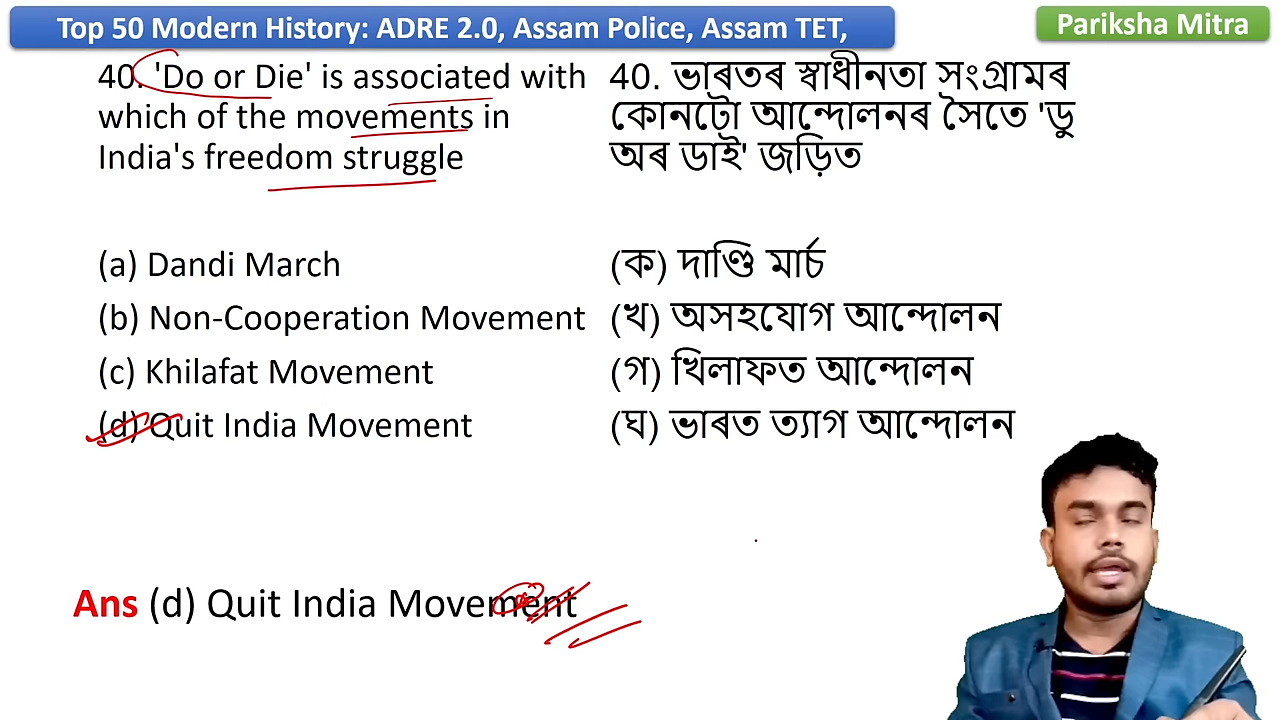 Top 50 Modern History: ADRE 2.0, Assam Police, Assam TET,
Pariksha Mitra
40. 'Do or Die' is associated with
which of the movements in
India's freedom struggle
(a) Dandi March
(b) Non-Cooperation Movement
(c) Khilafat Movement
(d) Quit India Movement
40. ভাৰতৰ স্বাধীনতা সংগ্ৰামৰ
কোনটো আন্দোলনৰ সৈতে 'ডু
অৰ ডাই' জড়িত
(ক) দাণ্ডি মাৰ্চ
(খ) অসহযোগ আন্দোলন
(গ) খিলাফত আন্দোলন
(ঘ) ভাৰত ত্যাগ আন্দোলন
Ans (d) Quit India Movement